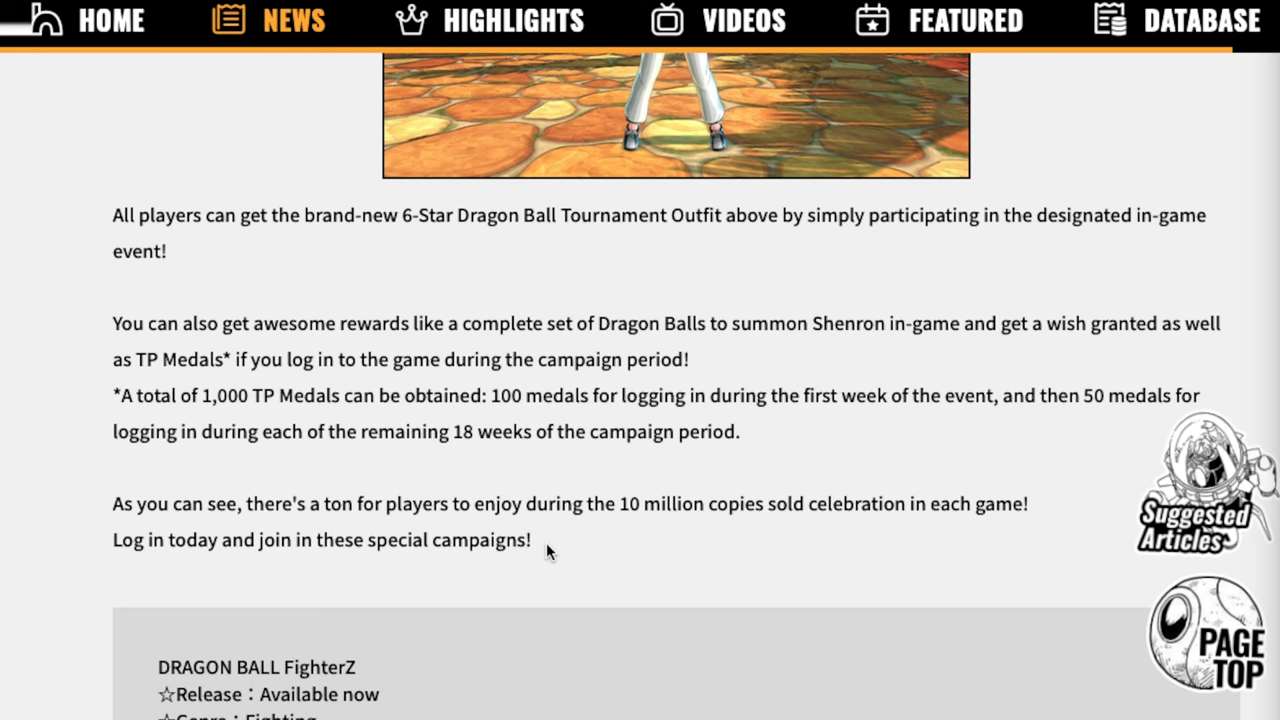 HOME NEWS HIGHLIGHTS VIDEOS FEATURED DATABASE
All players can get the brand-new 6-Star Dragon Ball Tournament Outfit above by simply participating in the designated in-game
event!
You can also get awesome rewards like a complete set of Dragon Balls to summon Shenron in-game and get a wish granted as well
as TP Medals* if you log in to the game during the campaign period!
*A total of 1,000 TP Medals can be obtained: 100 medals for logging in during the first week of the event, and then 50 medals for
logging in during each of the remaining 18 weeks of the campaign period.
As you can see, there's a ton for players to enjoy during the 10 million copies sold celebration in each game!
Log in today and join in these special campaigns!
Suggested
Articles
PAGE
TOP
DRAGON BALL FighterZ
☆Release：Available now
☆Genre：Fighting